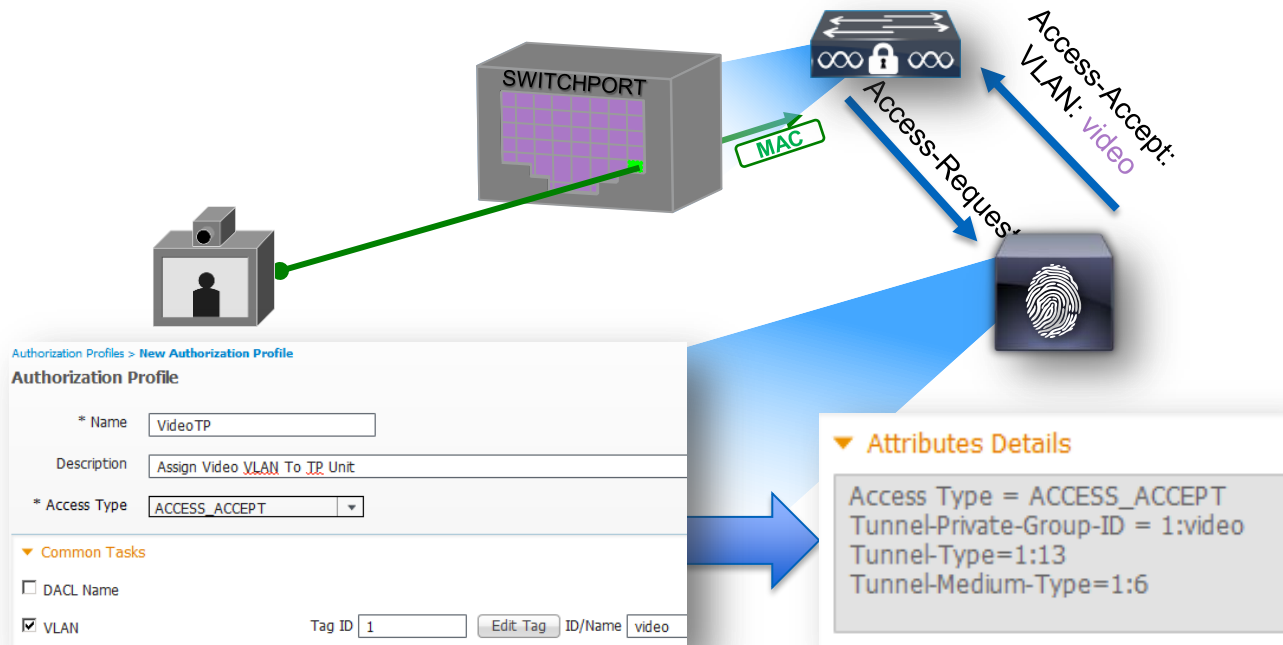 SWITCHPORT
MAC
Access-Request
Access-Accept:
VLAN: video
Authorization Profiles > New Authorization Profile
Authorization Profile
* Name VideoTP
Description Assign Video VLAN To TP Unit
* Access Type ACCESS_ACCEPT
Common Tasks
DACL Name
VLAN Tag ID 1 Edit Tag ID/Name video
Attributes Details
Access Type = ACCESS_ACCEPT
Tunnel-Private-Group-ID = 1:video
Tunnel-Type=1:13
Tunnel-Medium-Type=1:6